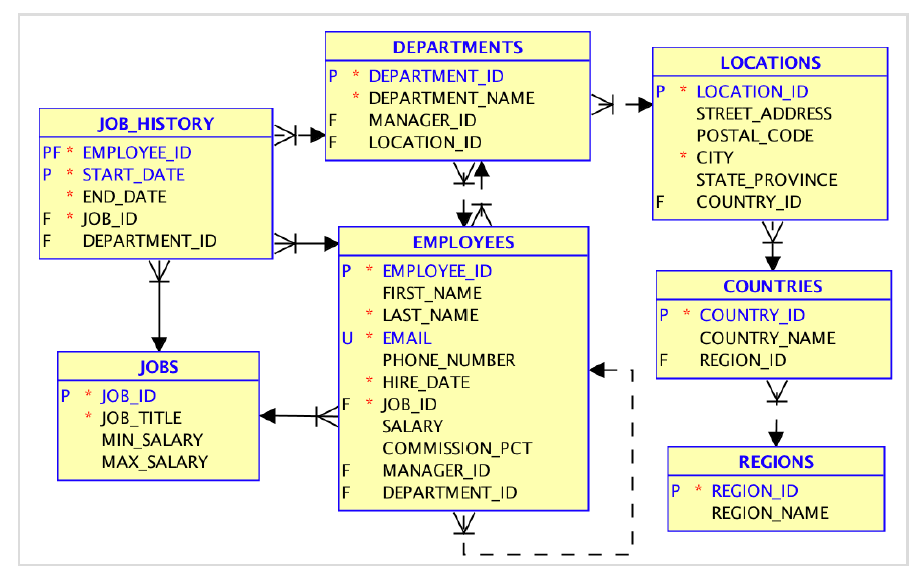 DEPARTMENTS
P * DEPARTMENT_ID
* DEPARTMENT_NAME
F MANAGER_ID
F LOCATION_ID
LOCATIONS
P * LOCATION_ID
STREET_ADDRESS
POSTAL_CODE
* CITY
STATE_PROVINCE
F COUNTRY_ID
JOB_HISTORY
PF * EMPLOYEE_ID
P * START_DATE
* END_DATE
F * JOB_ID
F DEPARTMENT_ID
EMPLOYEES
P * EMPLOYEE_ID
FIRST_NAME
* LAST_NAME
U * EMAIL
PHONE_NUMBER
* HIRE_DATE
F * JOB_ID
SALARY
COMMISSION_PCT
F MANAGER_ID
F DEPARTMENT_ID
COUNTRIES
P * COUNTRY_ID
COUNTRY_NAME
F REGION_ID
JOBS
P * JOB_ID
* JOB_TITLE
MIN_SALARY
MAX_SALARY
REGIONS
P * REGION_ID
REGION_NAME